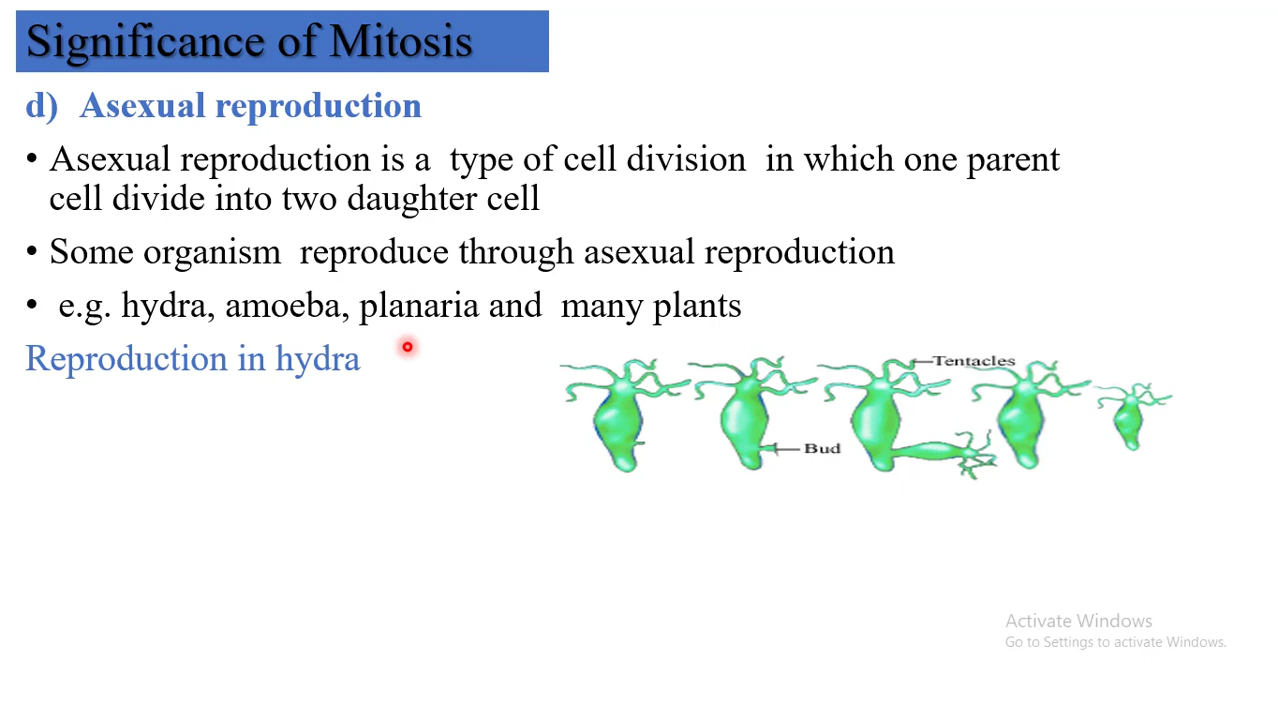 Significance of Mitosis
d) Asexual reproduction
• Asexual reproduction is a type of cell division in which one parent
cell divide into two daughter cell
• Some organism reproduce through asexual reproduction
• e.g. hydra, amoeba, planaria and many plants
Reproduction in hydra
Tentacles
Bud
Activate Windows
Go to Settings to activate Windows.